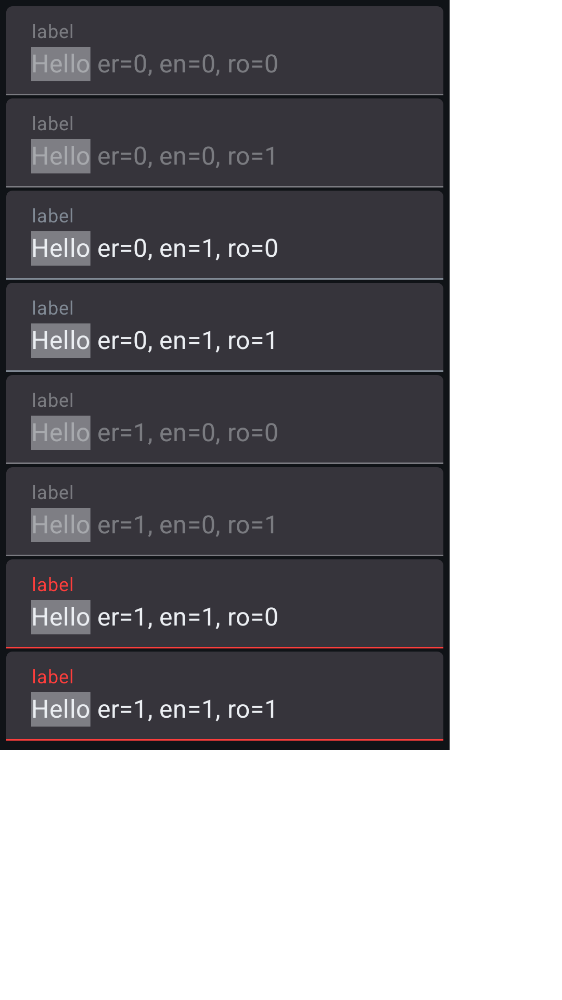 label
Hello er=0, en=0, ro=0
label
Hello er=0, en=0, ro=1
label
Hello er=0, en=1, ro=0
label
Hello er=0, en=1, ro=1
label
Hello er=1, en=0, ro=0
label
Hello er=1, en=0, ro=1
label
Hello er=1, en=1, ro=0
label
Hello er=1, en=1, ro=1